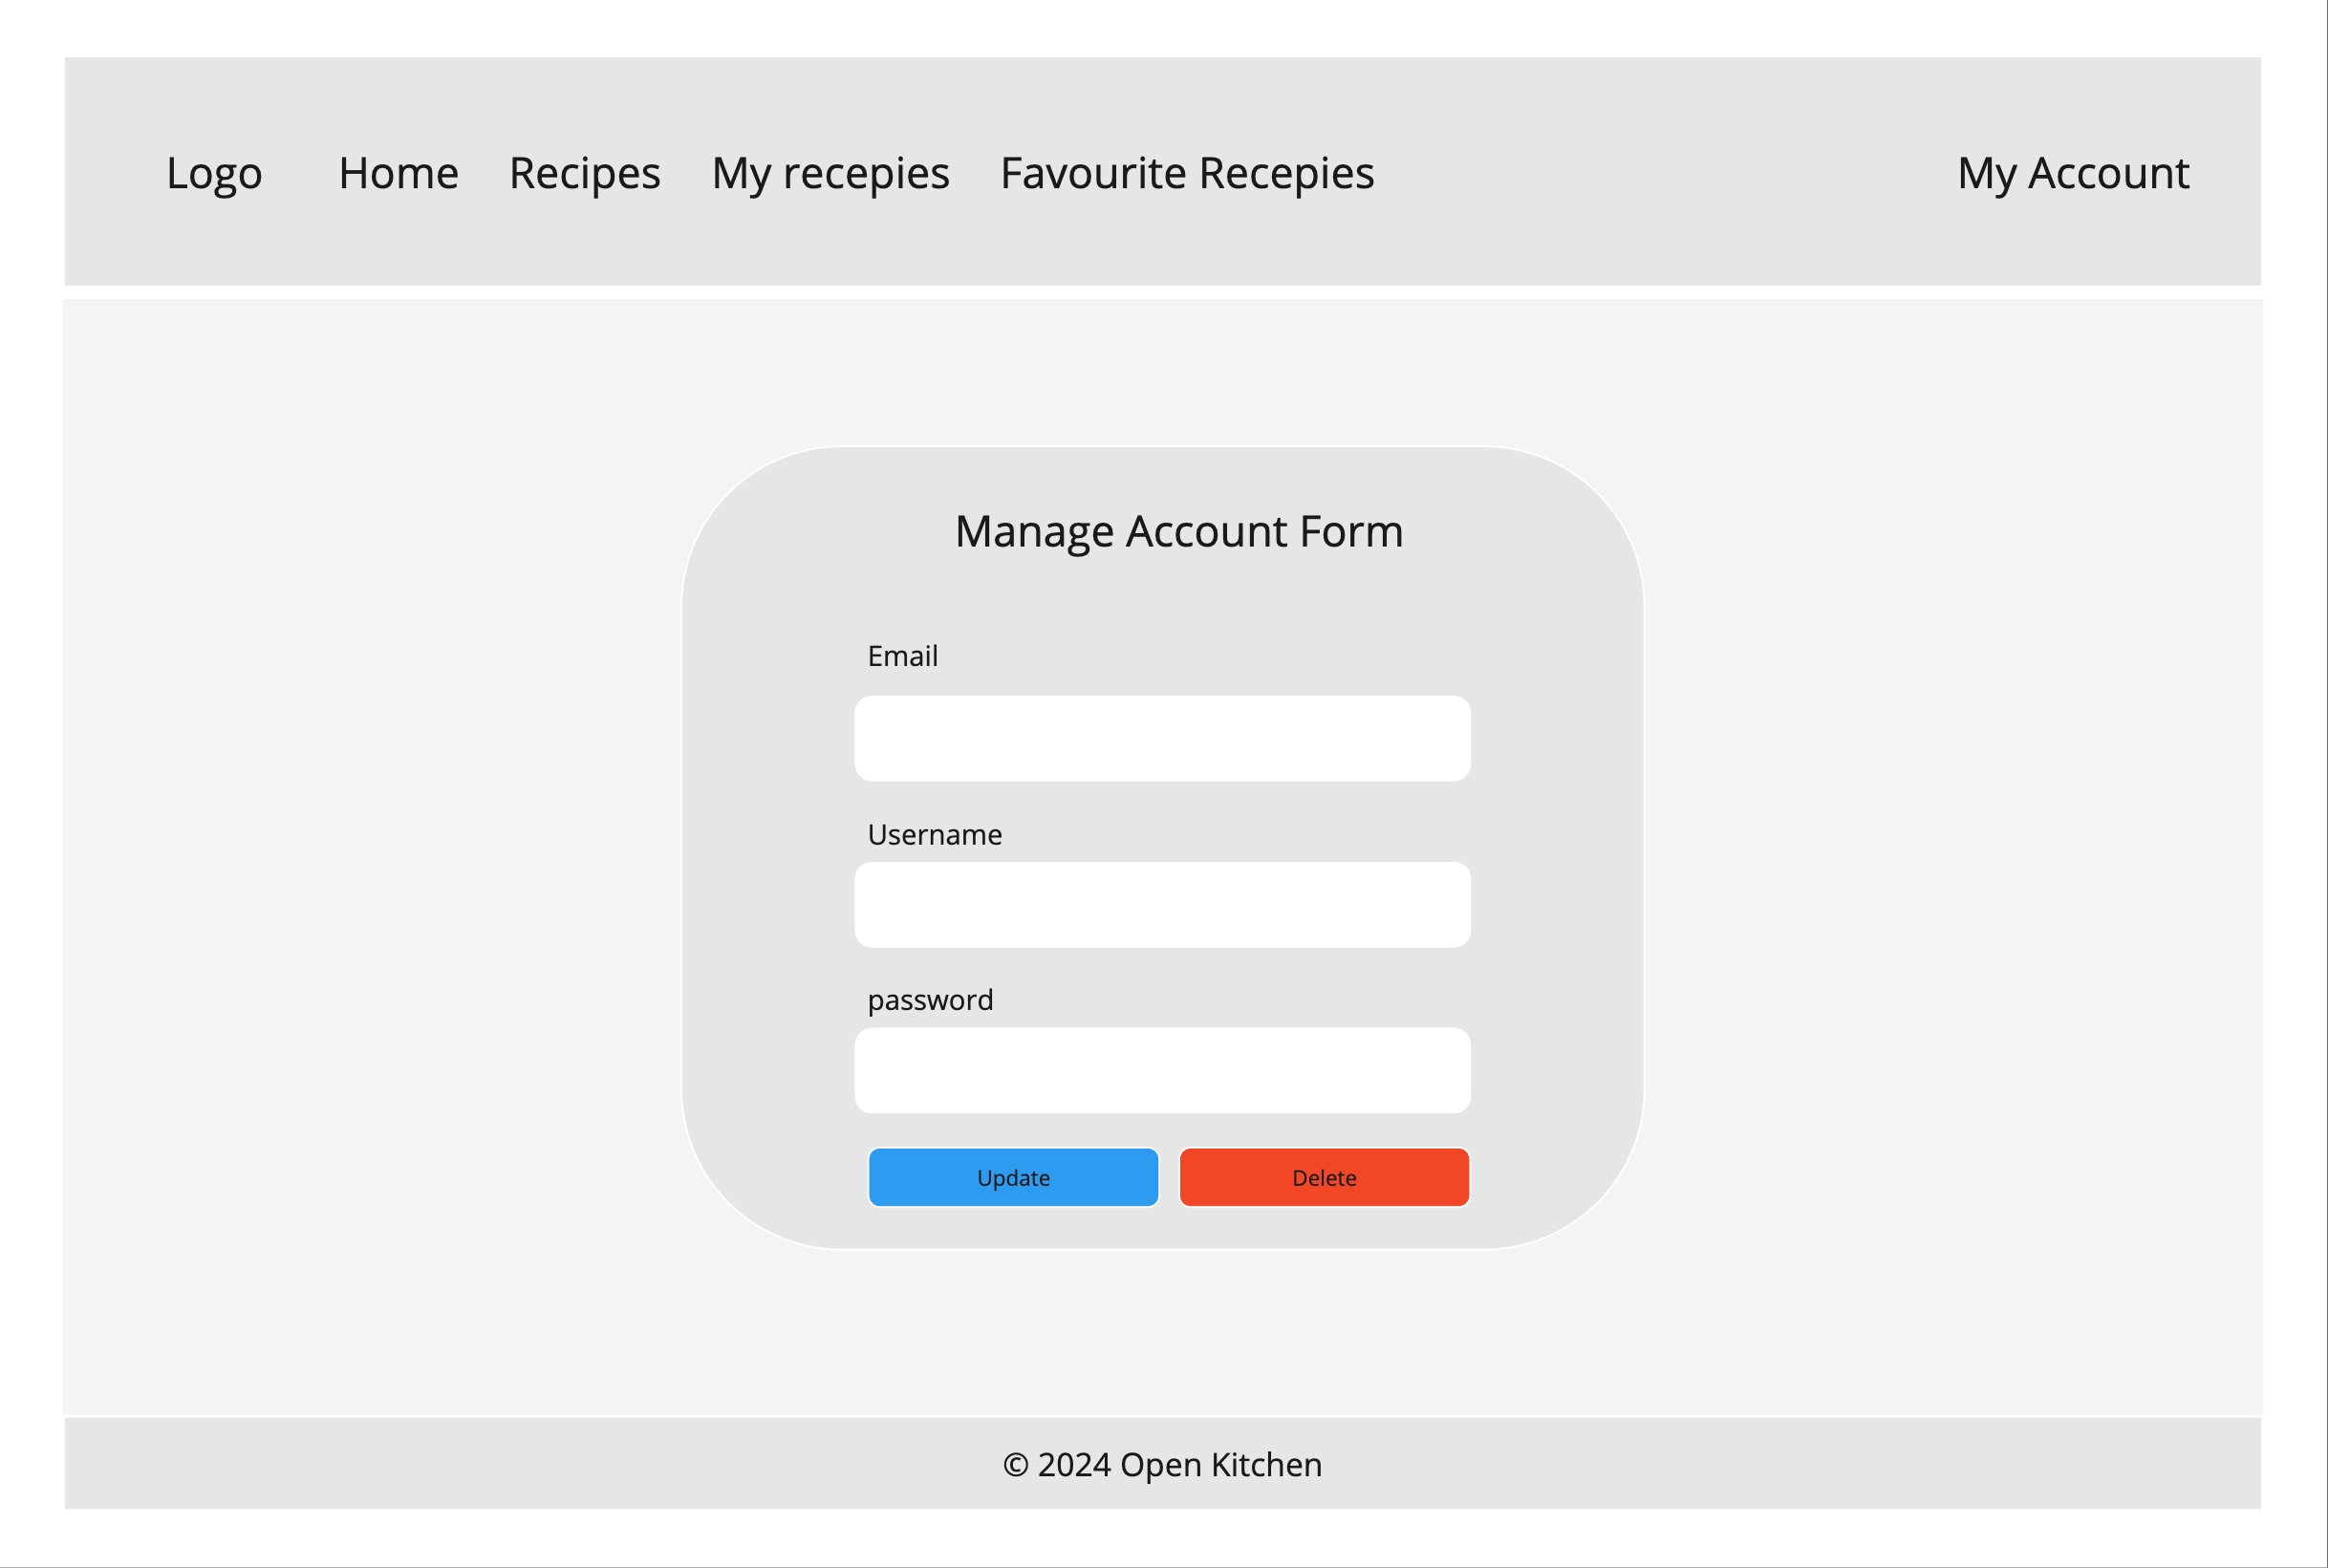 Logo Home Recipes My recepies Favourite Recepies My Account
Manage Account Form
Email
Username
password
Update Delete
© 2024 Open Kitchen